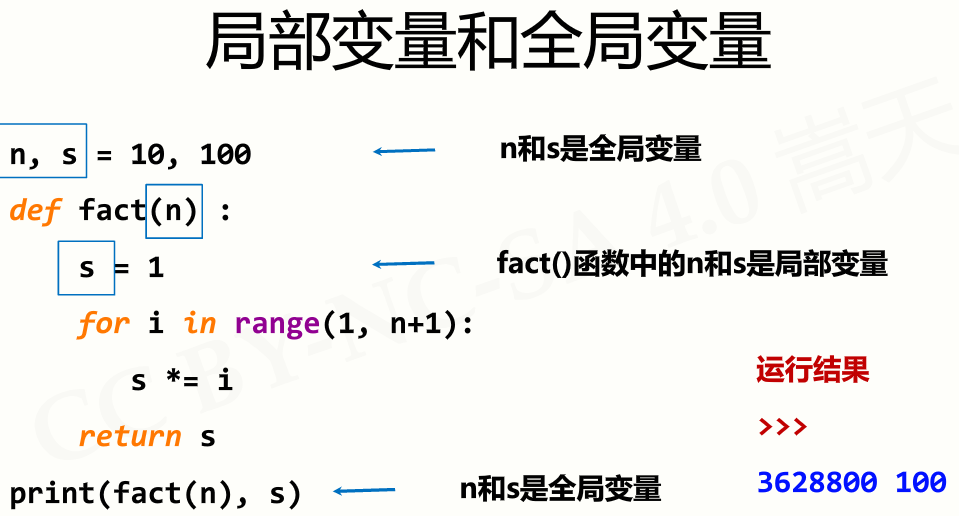 局部变量和全局变量
n, s = 10, 100
n和s是全局变量
def fact(n) :
s = 1
fact()函数中的n和s是局部变量
for i in range(1, n+1):
s *= i
运行结果
return s
>>>
print(fact(n), s)
n和s是全局变量
3628800 100
CC BY-NC-SA 4.0 嵩天